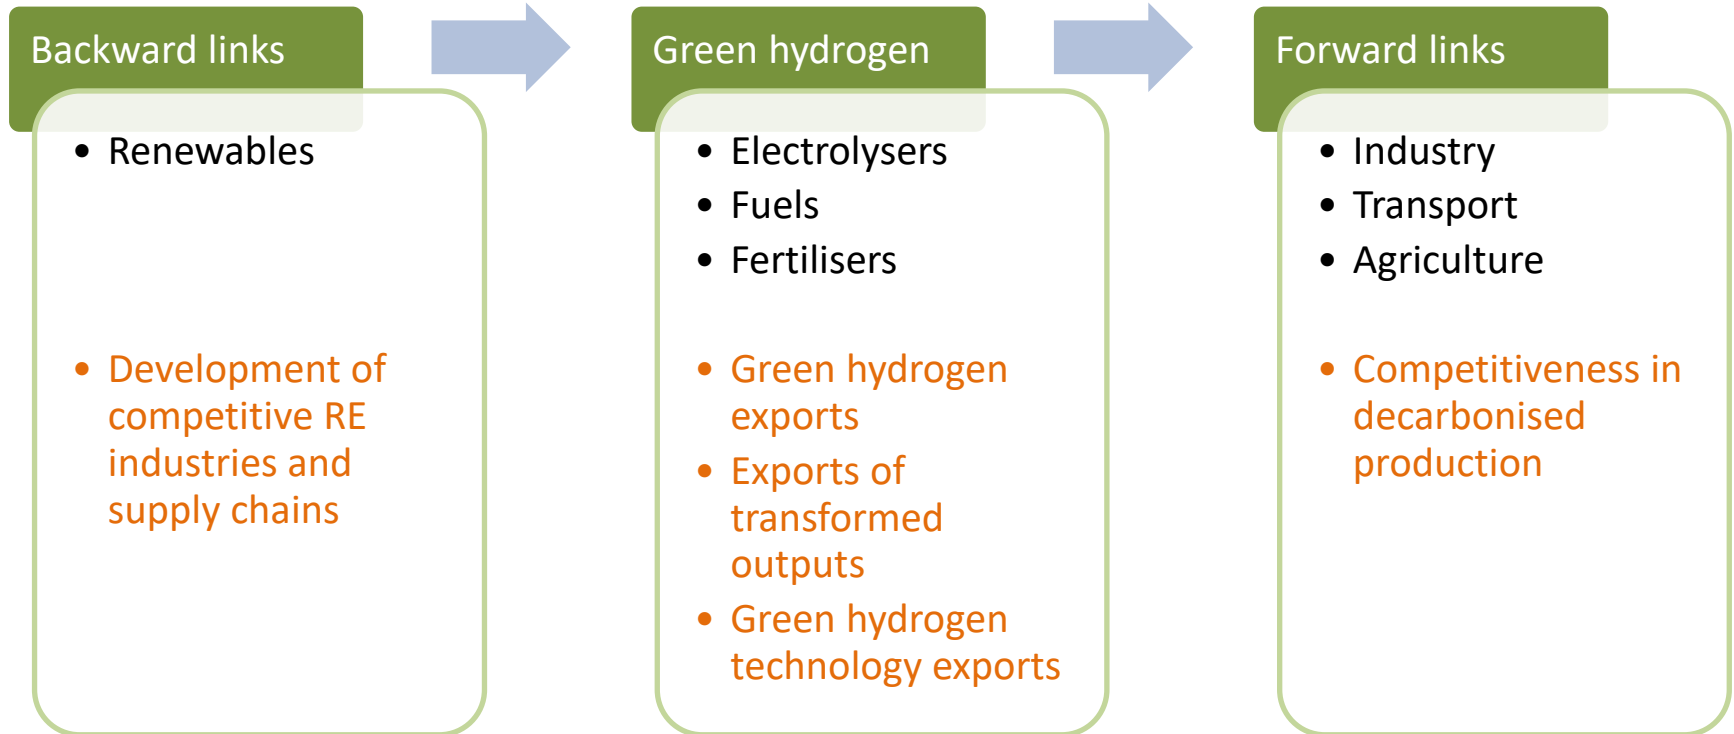 Backward links
• Renewables
• Development of
competitive RE
industries and
supply chains
Green hydrogen
• Electrolysers
• Fuels
• Fertilisers
• Green hydrogen
exports
• Exports of
transformed
outputs
• Green hydrogen
technology exports
Forward links
• Industry
• Transport
• Agriculture
• Competitiveness in
decarbonised
production